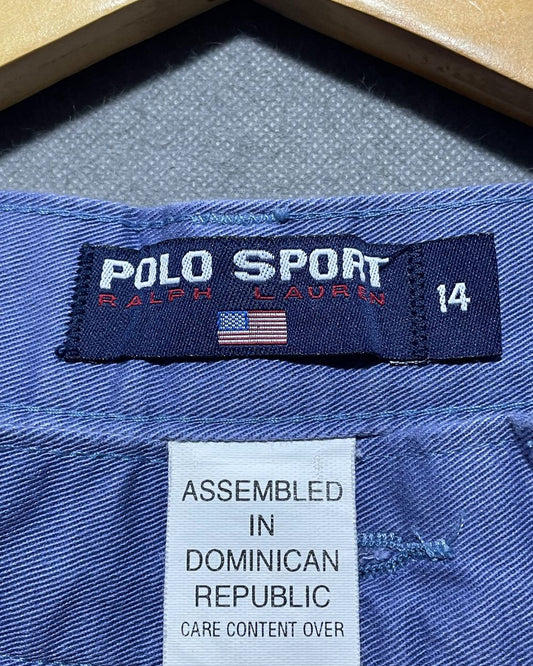 POLO SPORT
RALPH LAUREN
14
ASSEMBLED
IN
DOMINICAN
REPUBLIC
CARE CONTENT OVER